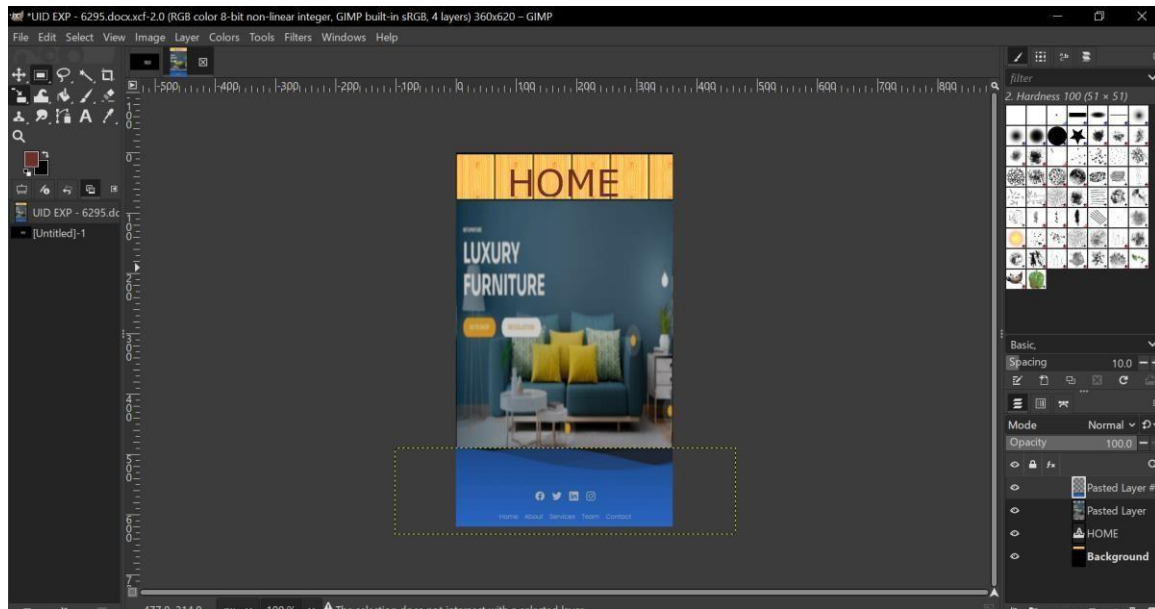 *UID EXP - 6295.docx.xcf-2.0 (RGB color 8-bit non-linear integer, GIMP built-in sRGB, 4 layers) 360x620 – GIMP
File Edit Select View Image Layer Colors Tools Filters Windows Help
-500 -400 -300 -200 -100 0 100 200 300 400 500 600 700 800
filter
2. Hardness 100 (51 × 51)
UID EXP - 6295.dc
[Untitled]-1
HOME
LUXURY
FURNITURE
Home About Services Team Contact
Basic,
Spacing 10.0
Mode Normal
Opacity 100.0
Pasted Layer #
Pasted Layer
HOME
Background
100 %
The selection does not intersect with a selected layer